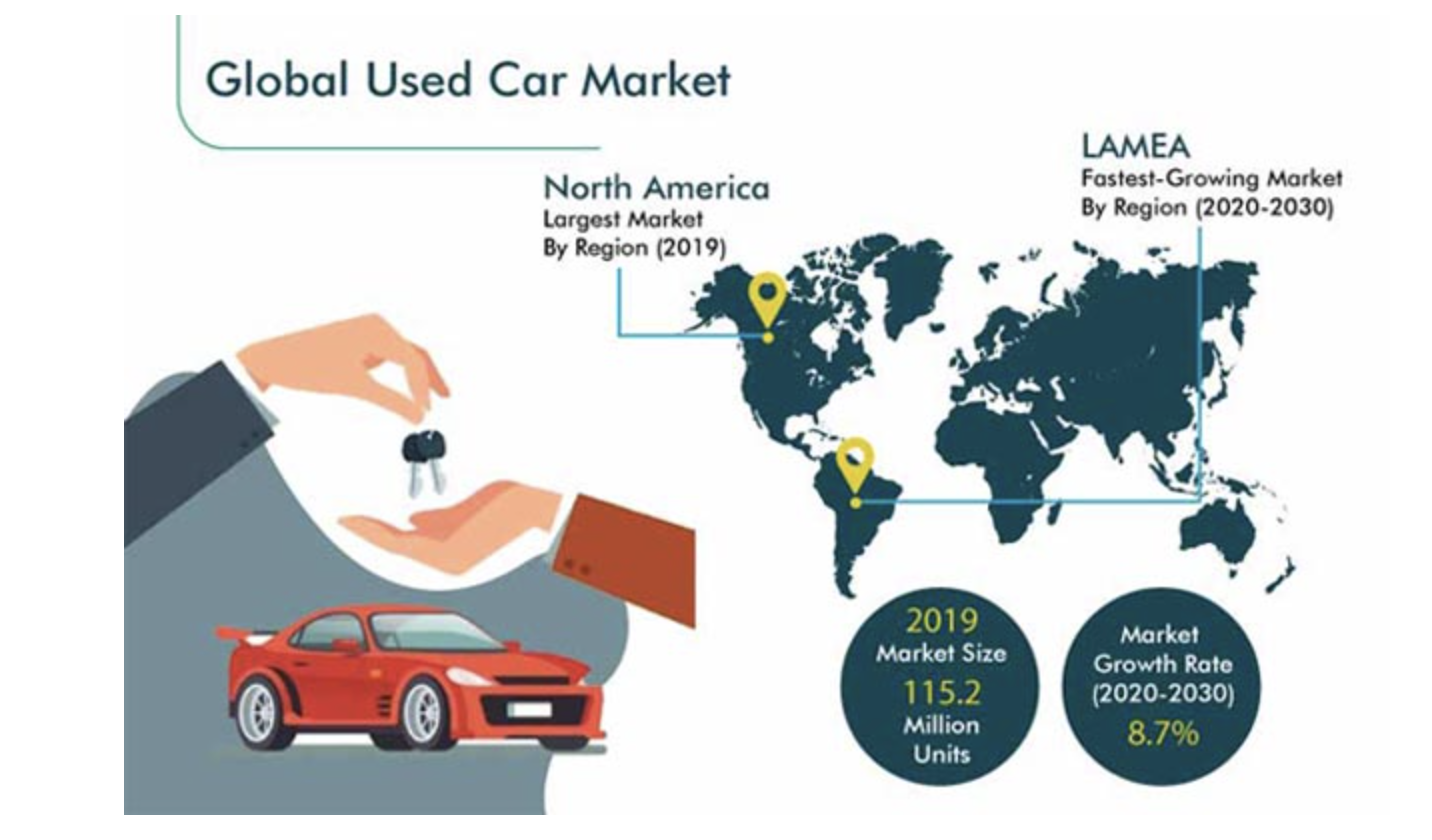 Global Used Car Market
North America
Largest Market
By Region (2019)
LAMEA
Fastest-Growing Market
By Region (2020-2030)
2019
Market Size
115.2
Million
Units
Market
Growth Rate
(2020-2030)
8.7%